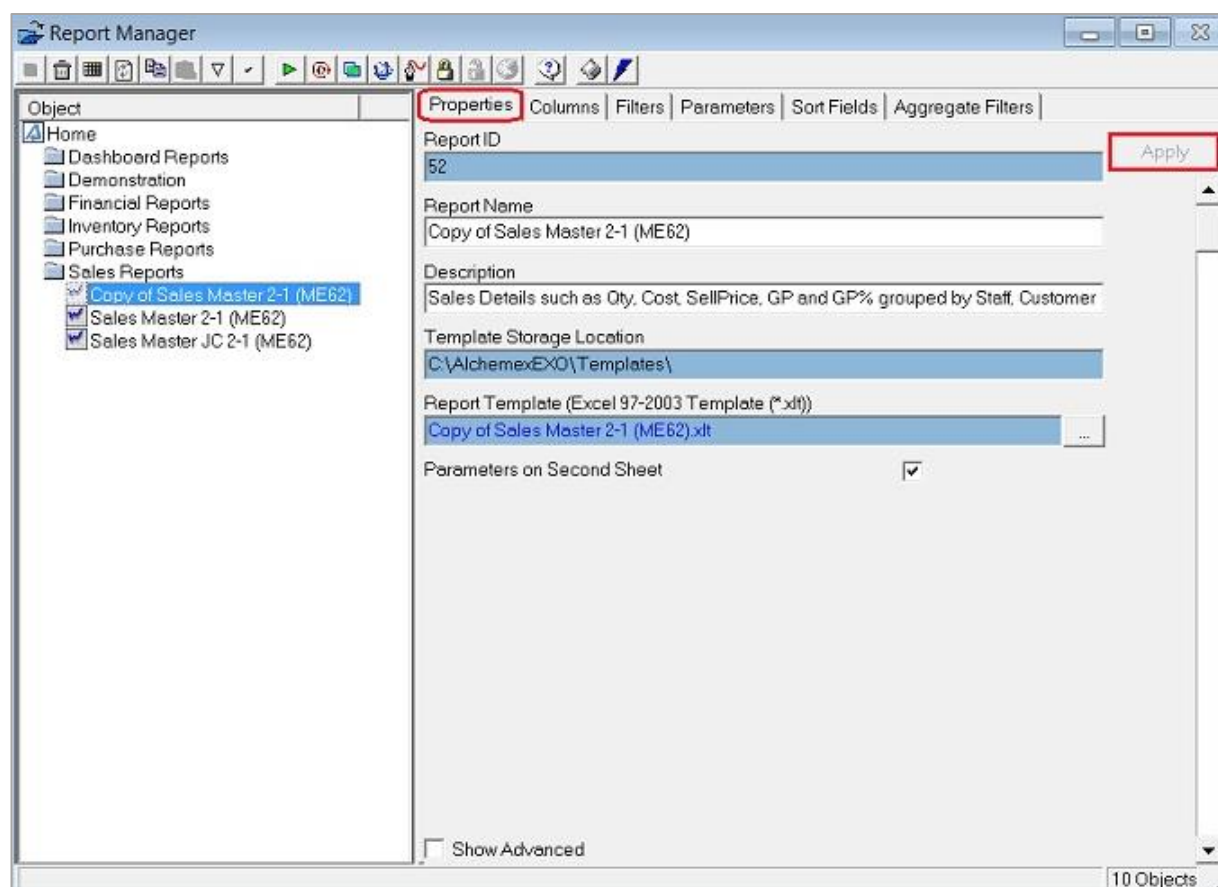 Report Manager
Object
Home
Dashboard Reports
Demonstration
Financial Reports
Inventory Reports
Purchase Reports
Sales Reports
Copy of Sales Master 2-1 (ME62)
Sales Master 2-1 (ME62)
Sales Master JC 2-1 (ME62)
Properties Columns Filters Parameters Sort Fields Aggregate Filters
Apply
Report ID
52
Report Name
Copy of Sales Master 2-1 (ME62)
Description
Sales Details such as Qty, Cost, SellPrice, GP and GP% grouped by Staff, Customer
Template Storage Location
C:\AlchemexEXO\Templates\
Report Template (Excel 97-2003 Template (*.xlt))
Copy of Sales Master 2-1 (ME62).xlt
...
Parameters on Second Sheet
Show Advanced
10 Objects